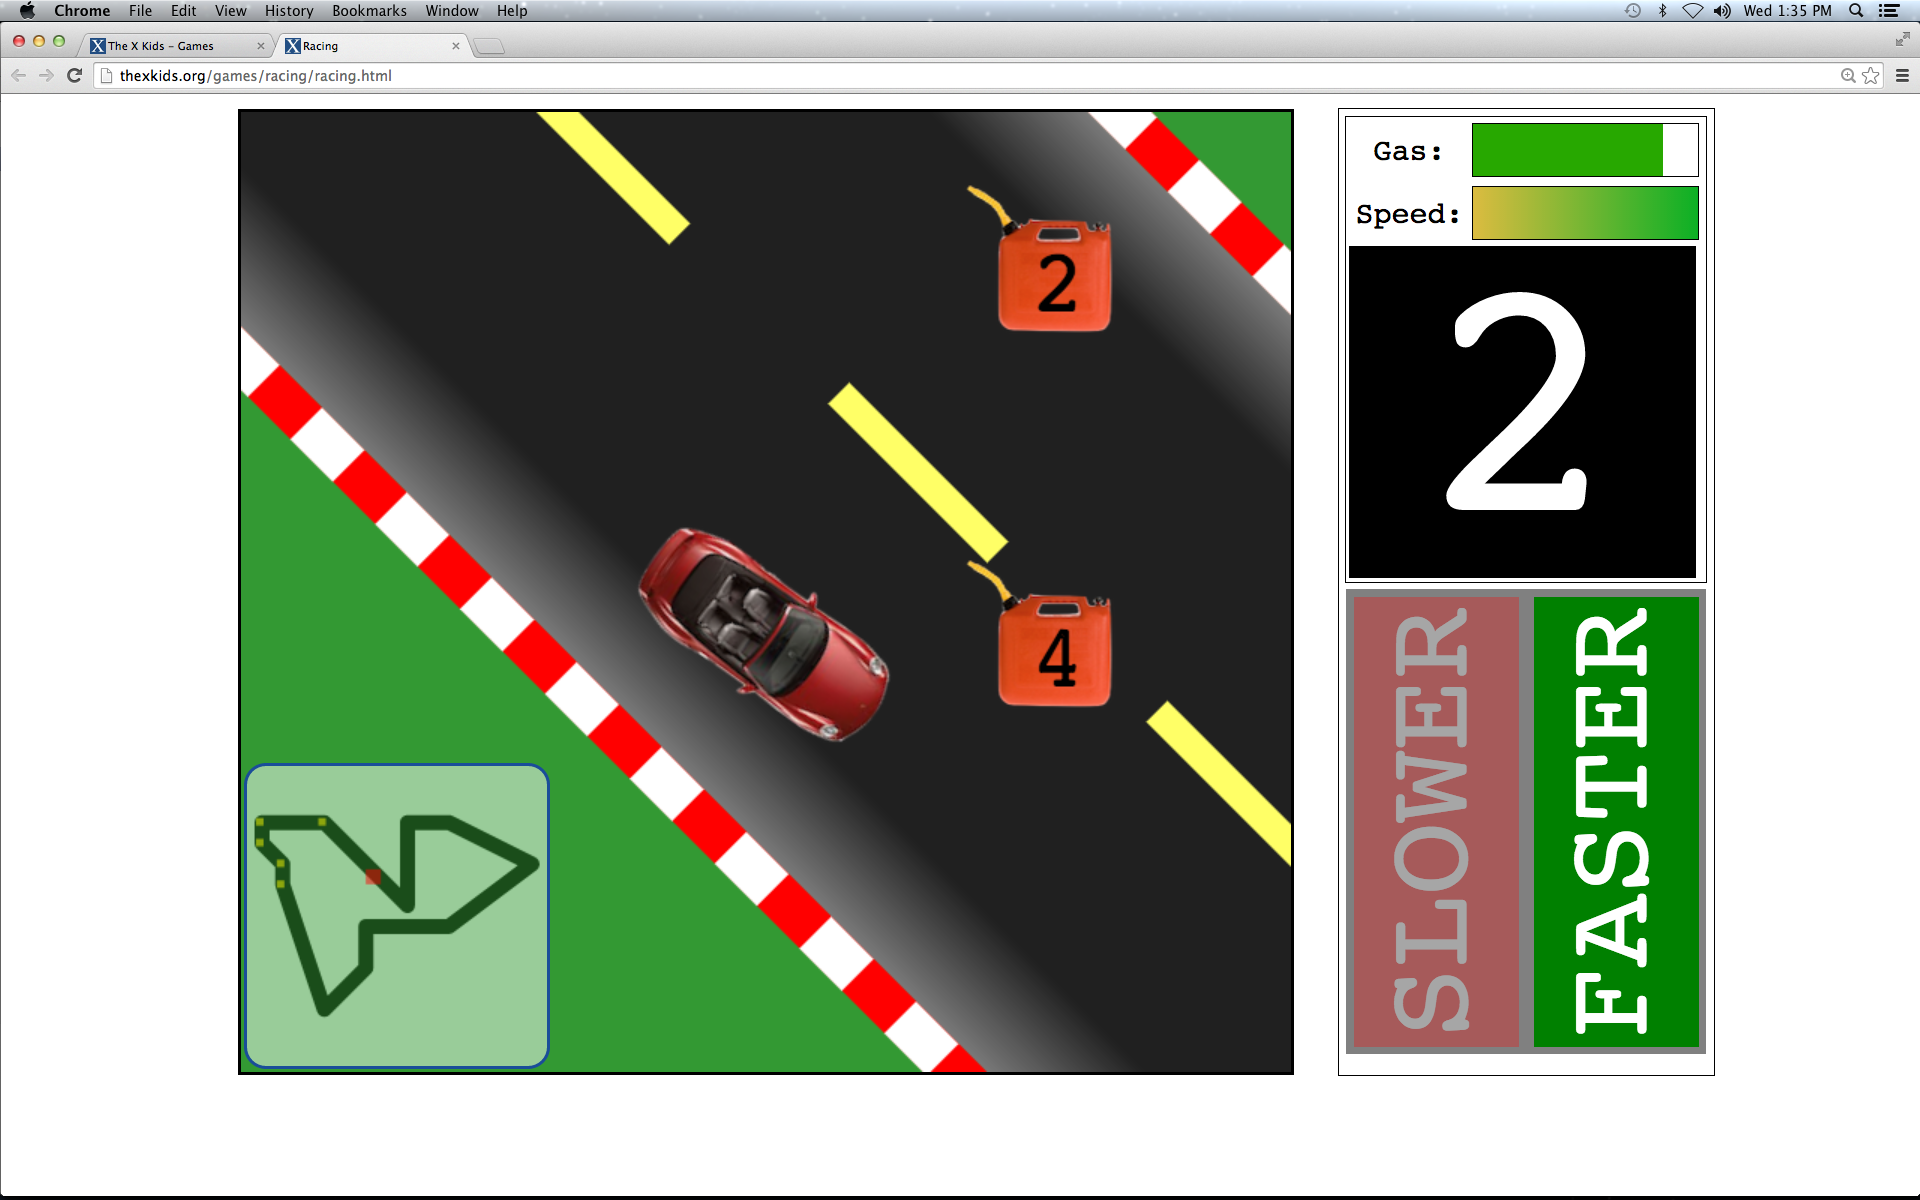 Chrome File Edit View History Bookmarks Window Help Wed 1:35 PM
The X Kids – Games
Racing
thexkids.org/games/racing/racing.html
Gas:
Speed:
2
2
4
SLOWER
FASTER